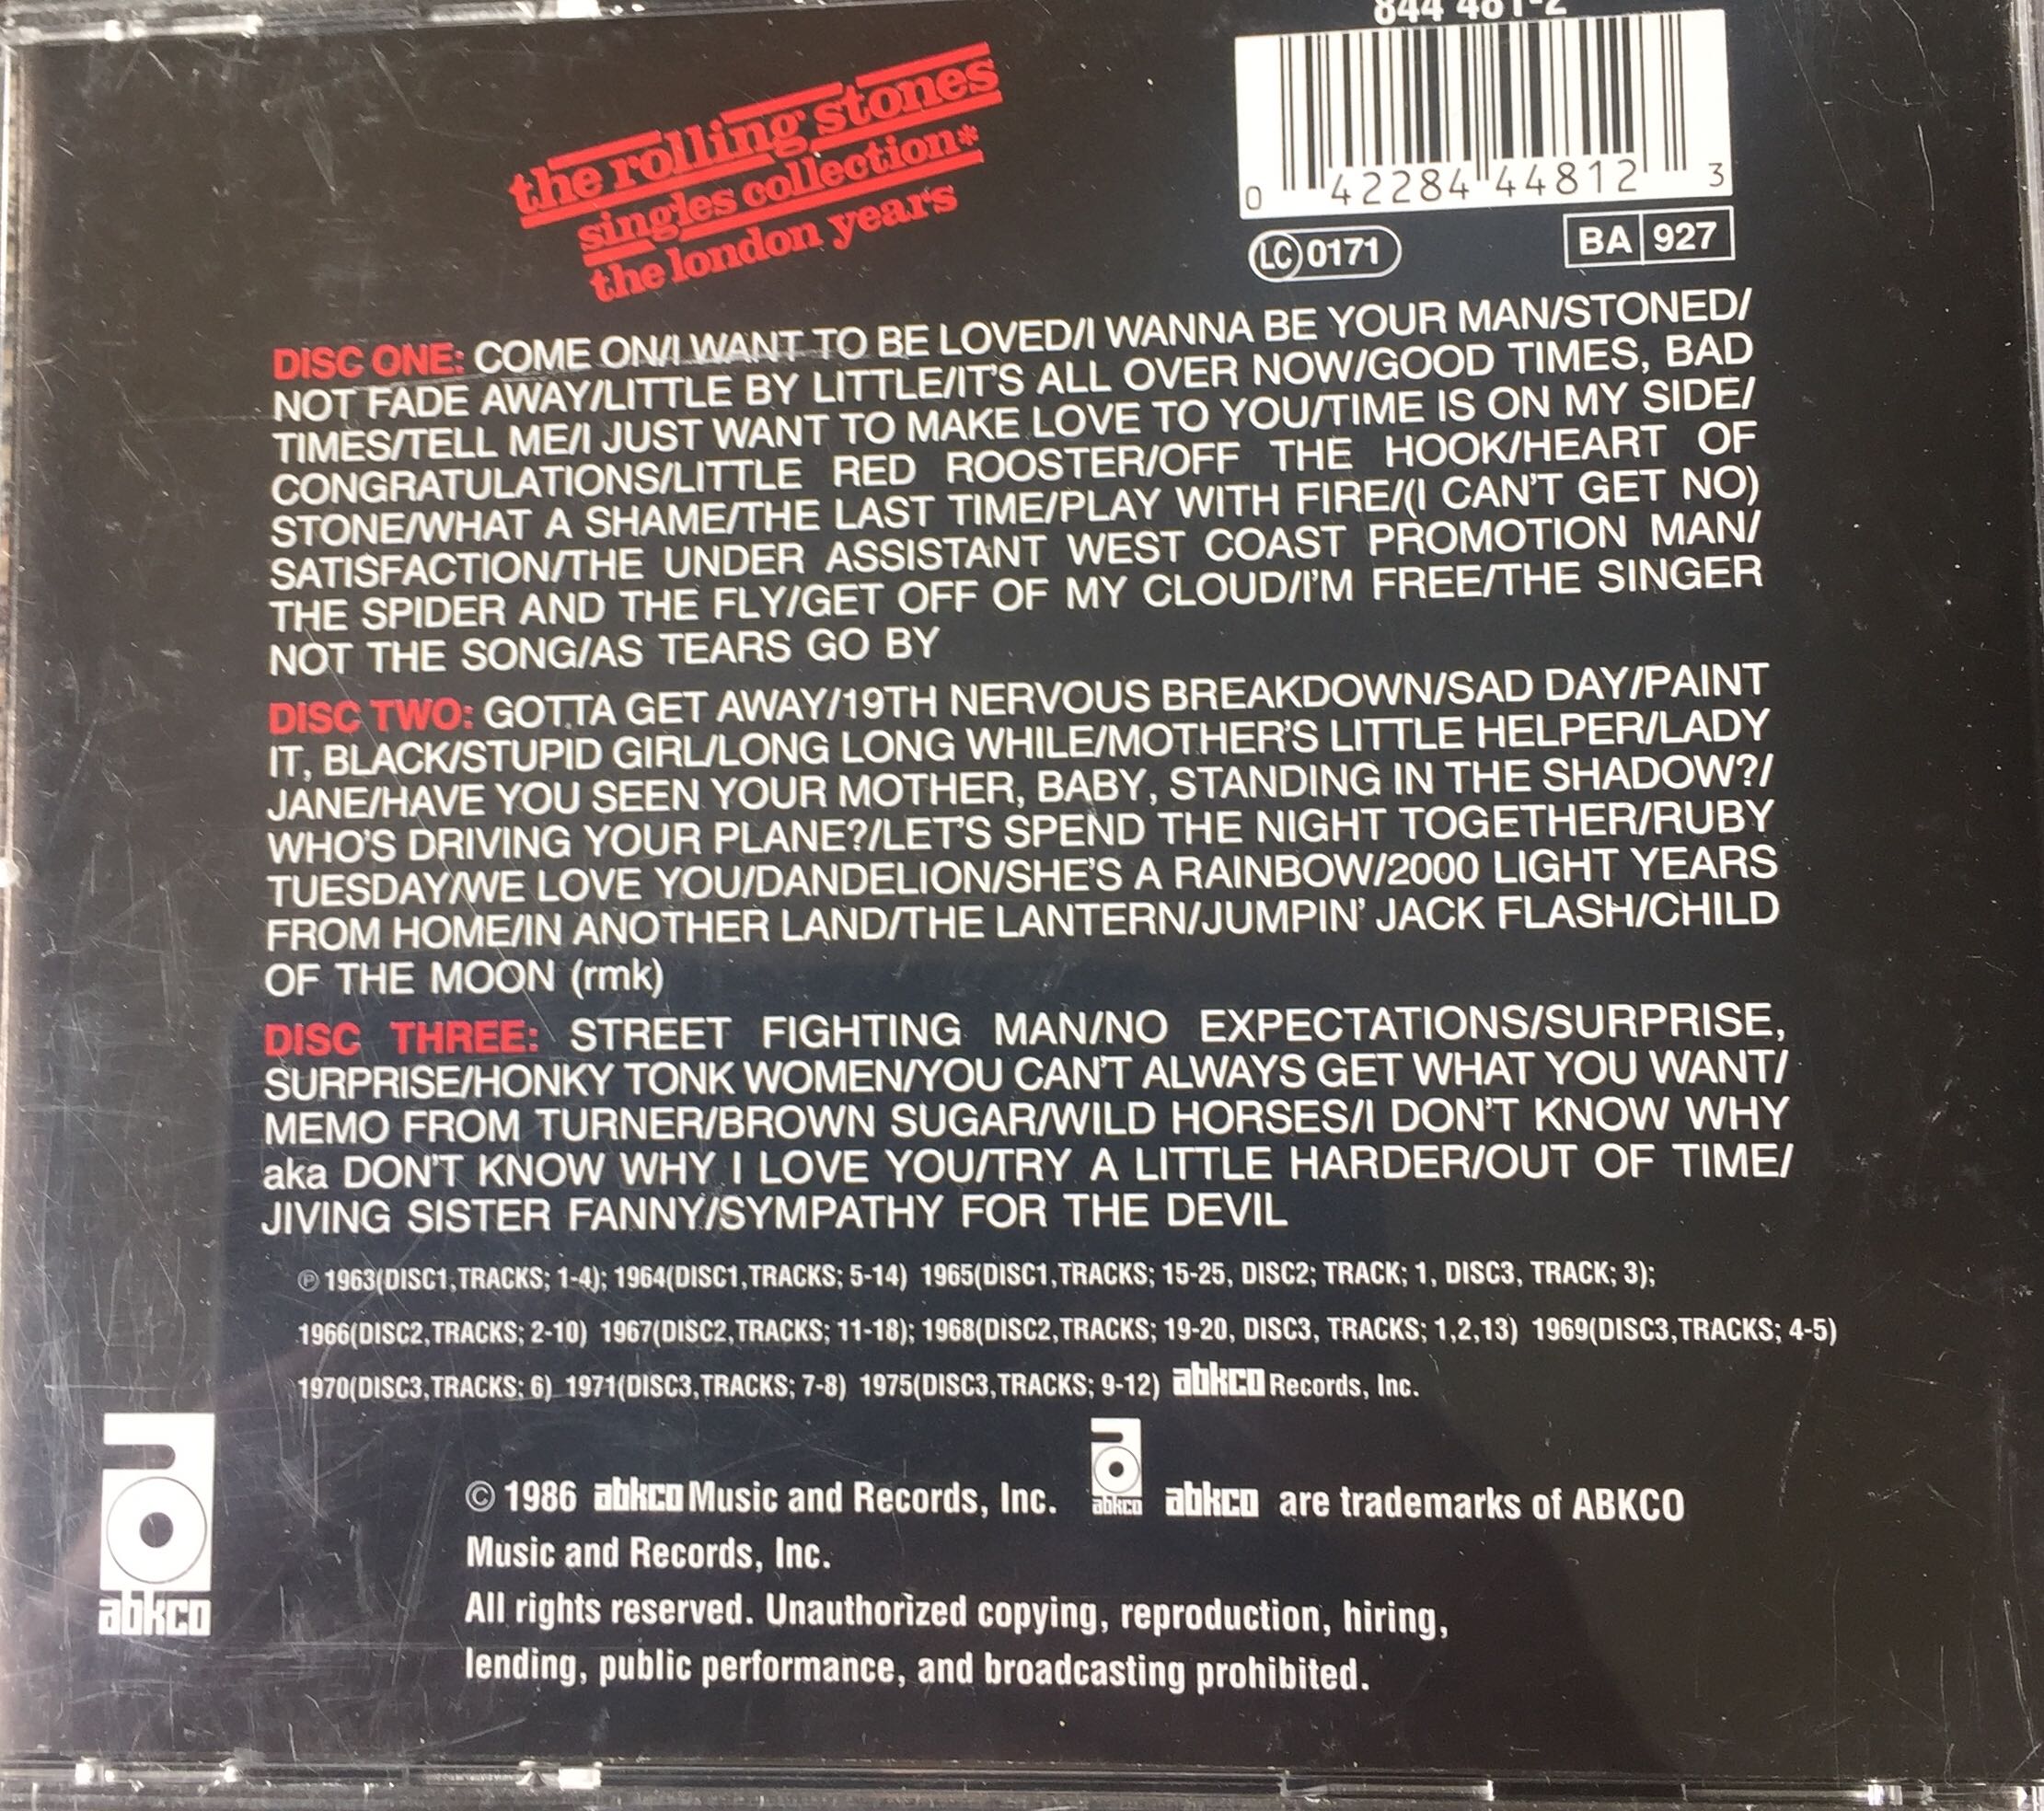 844 481-2
the rolling stones
singles collection*
the london years
0 42284 44812 3
LC 0171
BA 927
DISC ONE: COME ON/I WANT TO BE LOVED/I WANNA BE YOUR MAN/STONED/
NOT FADE AWAY/LITTLE BY LITTLE/IT'S ALL OVER NOW/GOOD TIMES, BAD
TIMES/TELL ME/I JUST WANT TO MAKE LOVE TO YOU/TIME IS ON MY SIDE/
CONGRATULATIONS/LITTLE RED ROOSTER/OFF THE HOOK/HEART OF
STONE/WHAT A SHAME/THE LAST TIME/PLAY WITH FIRE/(I CAN'T GET NO)
SATISFACTION/THE UNDER ASSISTANT WEST COAST PROMOTION MAN/
THE SPIDER AND THE FLY/GET OFF OF MY CLOUD/I'M FREE/THE SINGER
NOT THE SONG/AS TEARS GO BY
DISC TWO: GOTTA GET AWAY/19TH NERVOUS BREAKDOWN/SAD DAY/PAINT
IT, BLACK/STUPID GIRL/LONG LONG WHILE/MOTHER'S LITTLE HELPER/LADY
JANE/HAVE YOU SEEN YOUR MOTHER, BABY, STANDING IN THE SHADOW?/
WHO'S DRIVING YOUR PLANE?/LET'S SPEND THE NIGHT TOGETHER/RUBY
TUESDAY/WE LOVE YOU/DANDELION/SHE'S A RAINBOW/2000 LIGHT YEARS
FROM HOME/IN ANOTHER LAND/THE LANTERN/JUMPIN' JACK FLASH/CHILD
OF THE MOON (rmk)
DISC THREE: STREET FIGHTING MAN/NO EXPECTATIONS/SURPRISE,
SURPRISE/HONKY TONK WOMEN/YOU CAN'T ALWAYS GET WHAT YOU WANT/
MEMO FROM TURNER/BROWN SUGAR/WILD HORSES/I DON'T KNOW WHY
aka DON'T KNOW WHY I LOVE YOU/TRY A LITTLE HARDER/OUT OF TIME/
JIVING SISTER FANNY/SYMPATHY FOR THE DEVIL
℗ 1963(DISC1,TRACKS; 1-4); 1964(DISC1,TRACKS; 5-14) 1965(DISC1,TRACKS; 15-25, DISC2; TRACK; 1, DISC3, TRACK; 3);
1966(DISC2,TRACKS; 2-10) 1967(DISC2,TRACKS; 11-18); 1968(DISC2,TRACKS; 19-20, DISC3, TRACKS; 1,2,13) 1969(DISC3,TRACKS; 4-5)
1970(DISC3,TRACKS; 6) 1971(DISC3,TRACKS; 7-8) 1975(DISC3,TRACKS; 9-12) abkco Records, Inc.
abkco
© 1986 abkco Music and Records, Inc. abkco abkco are trademarks of ABKCO
Music and Records, Inc.
All rights reserved. Unauthorized copying, reproduction, hiring,
lending, public performance, and broadcasting prohibited.